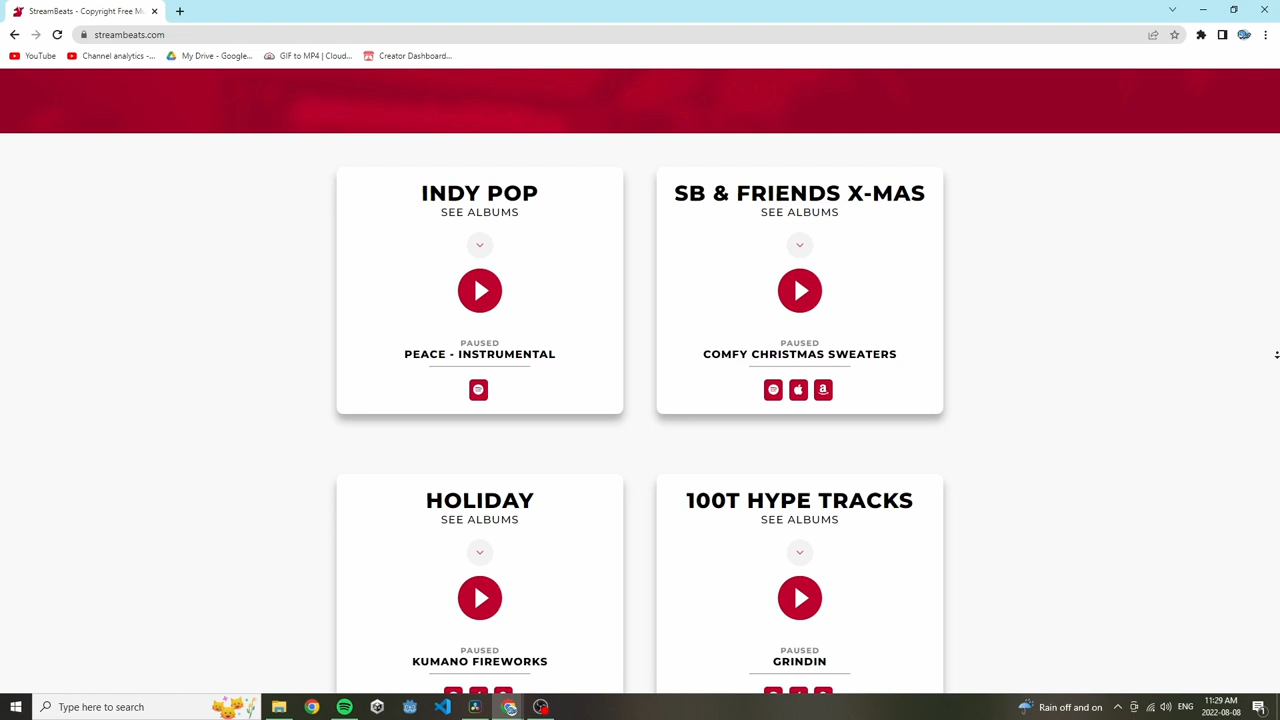 StreamBeats - Copyright Free Mu
streambeats.com
YouTube
Channel analytics -...
My Drive - Google...
GIF to MP4 | Cloud...
Creator Dashboard...
INDY POP
SEE ALBUMS
PAUSED
PEACE - INSTRUMENTAL
SB & FRIENDS X-MAS
SEE ALBUMS
PAUSED
COMFY CHRISTMAS SWEATERS
HOLIDAY
SEE ALBUMS
PAUSED
KUMANO FIREWORKS
100T HYPE TRACKS
SEE ALBUMS
PAUSED
GRINDIN
Type here to search
Rain off and on
ENG
11:29 AM
2022-08-08
1